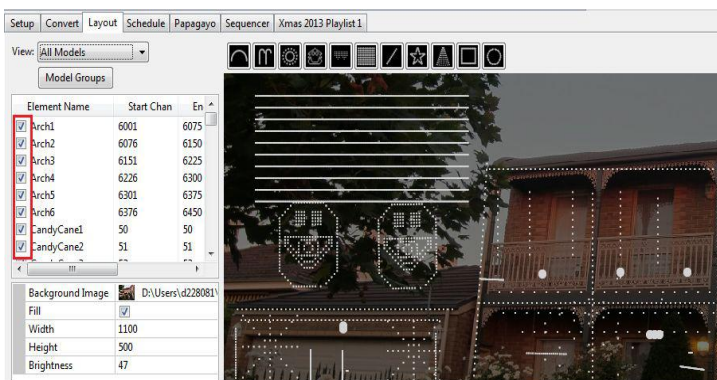 Setup Convert Layout Schedule Papagayo Sequencer Xmas 2013 Playlist 1
View: All Models
Model Groups
Element Name Start Chan En
Arch1 6001 6075
Arch2 6076 6150
Arch3 6151 6225
Arch4 6226 6300
Arch5 6301 6375
Arch6 6376 6450
CandyCane1 50 50
CandyCane2 51 51
Background Image D:\Users\d228081\
Fill
Width 1100
Height 500
Brightness 47